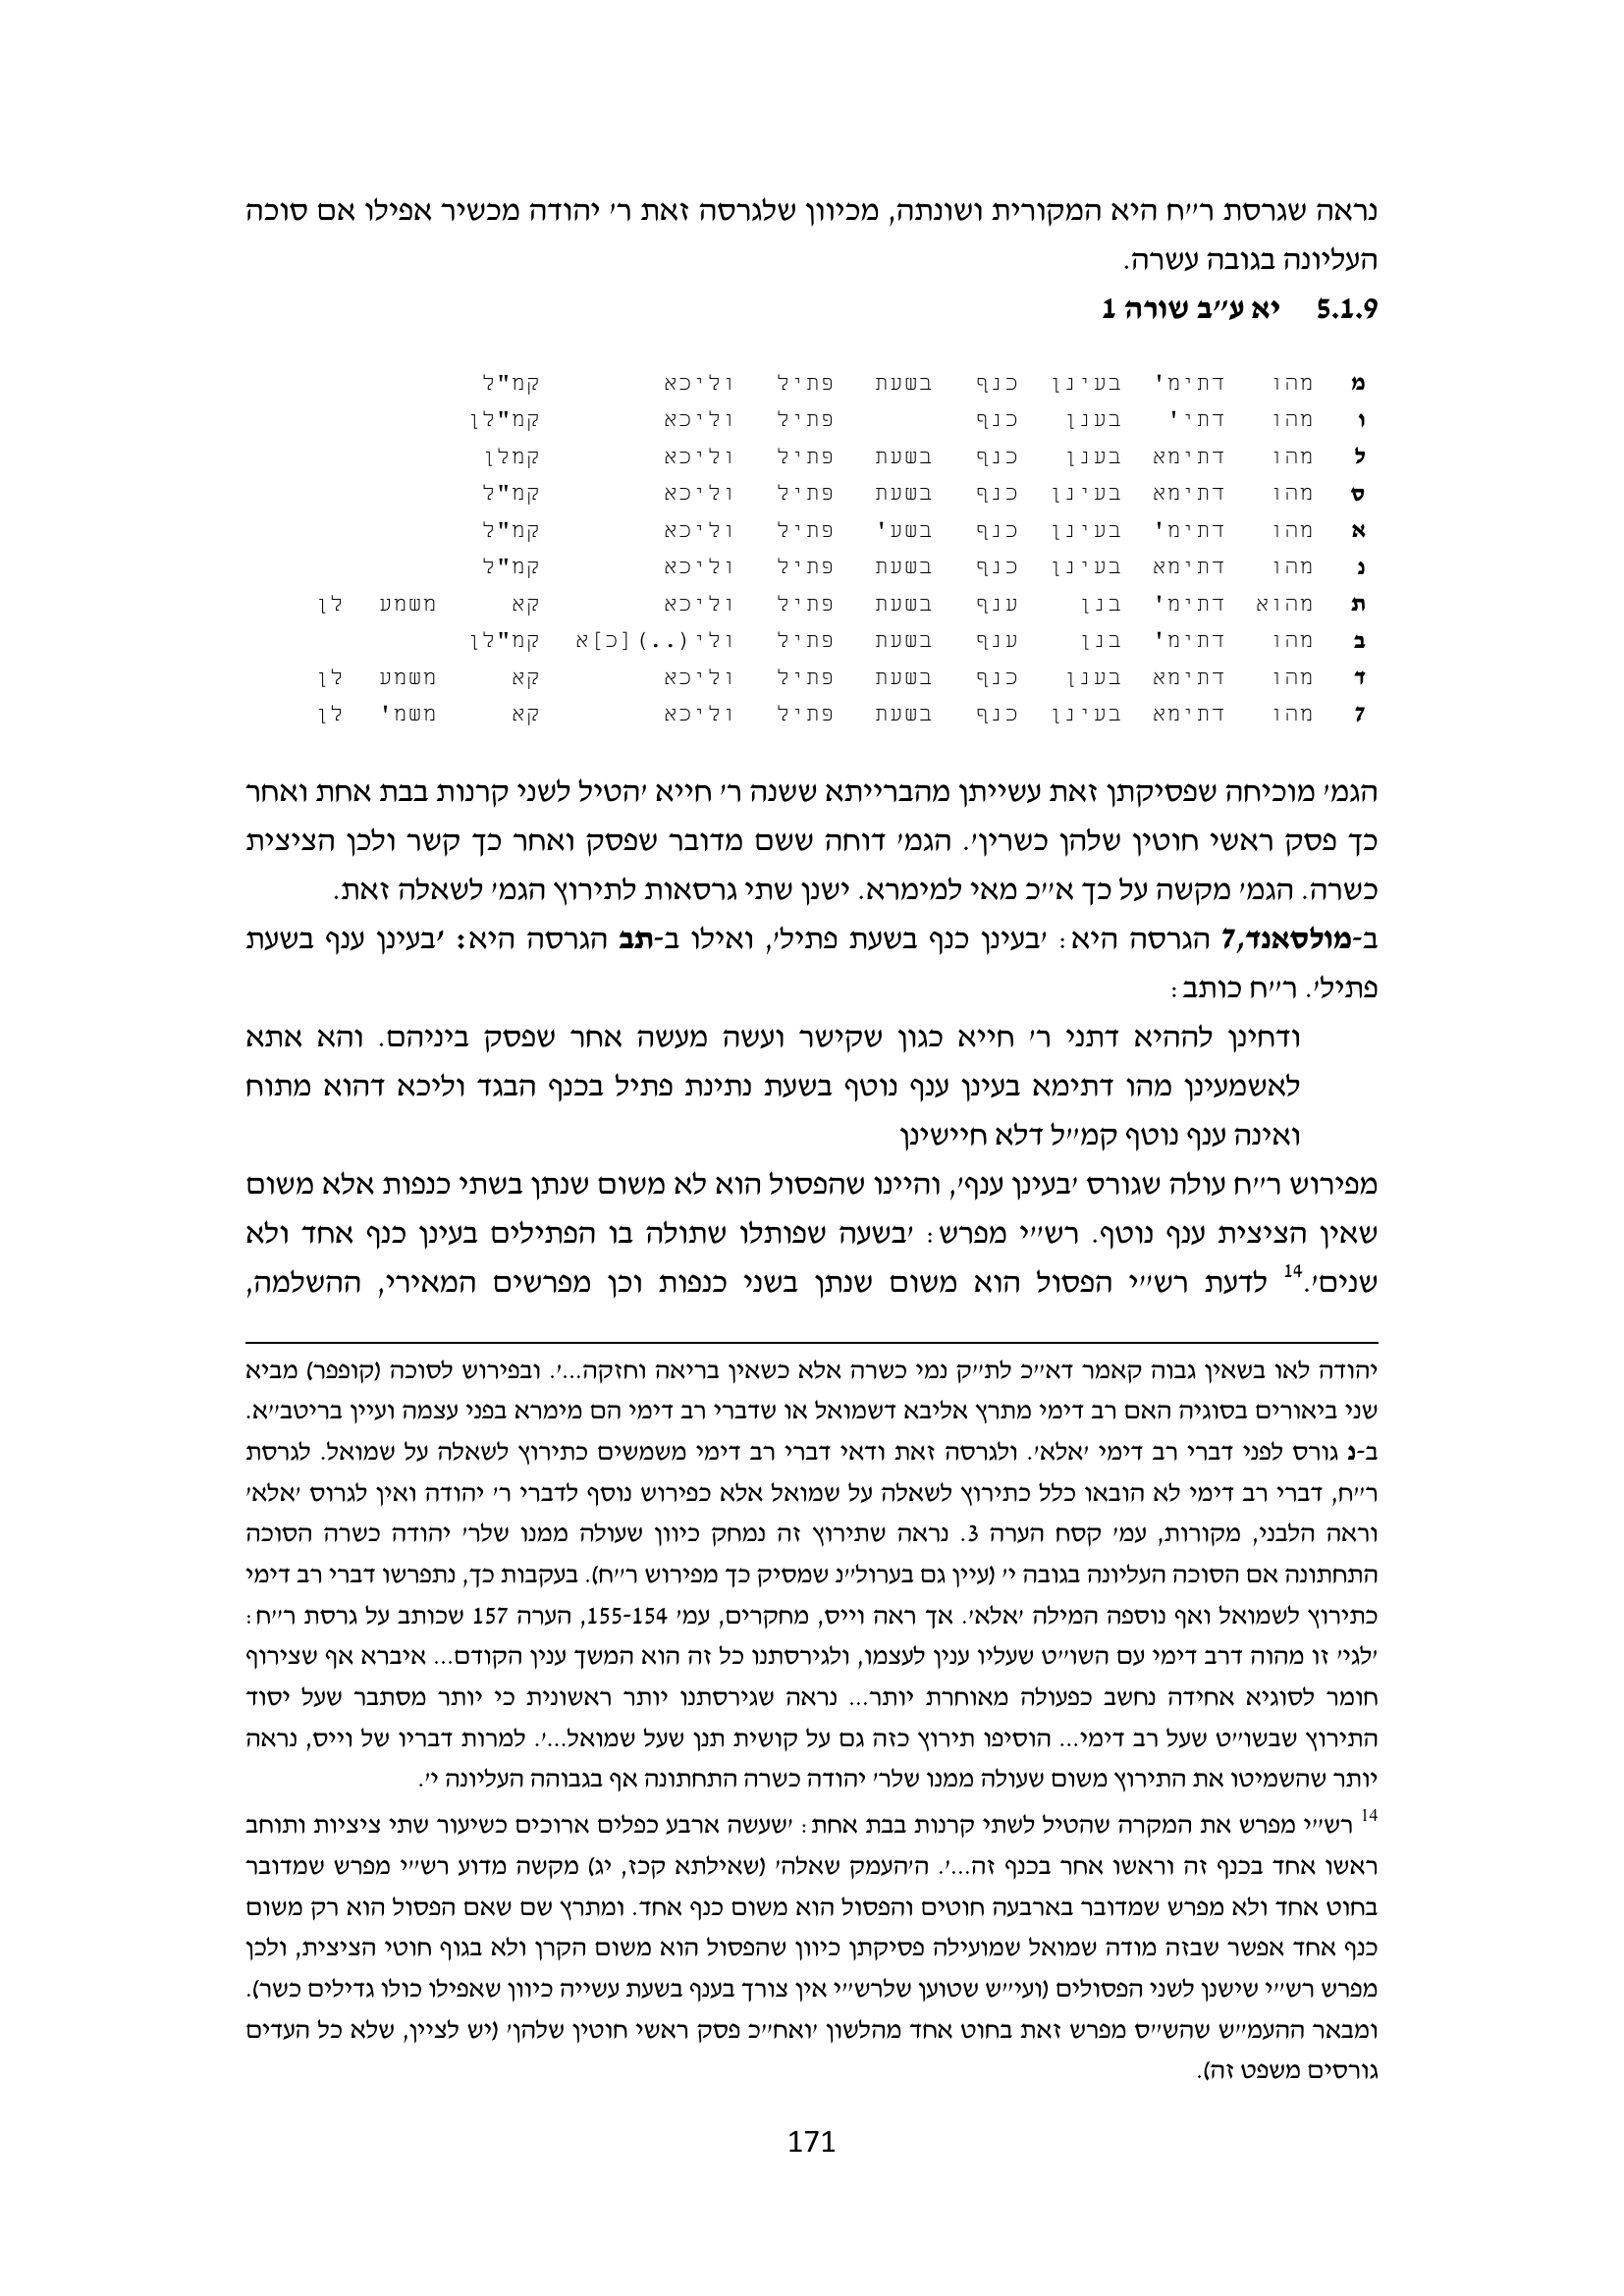 נראה שגרסת ר״ח היא המקורית ושונתה, מכיוון שלגרסה זאת ר׳ יהודה מכשיר אפילו אם סוכה
העליונה בגובה עשרה.
5.1.9 יא ע״ב שורה 1
מ מהו דתימ' בעינן כנף בשעת פתיל וליכא קמ"ל
ו מהו דתי' בענן כנף פתיל וליכא קמ"לן
ל מהו דתימא בענן כנף בשעת פתיל וליכא קמלן
ס מהו דתימא בעינן כנף בשעת פתיל וליכא קמ"ל
א מהו דתימ' בעינן כנף בשע' פתיל וליכא קמ"ל
נ מהו דתימא בעינן כנף בשעת פתיל וליכא קמ"ל
ת מהוא דתימ' בנן ענף בשעת פתיל וליכא קא משמע לן
ב מהו דתימ' בנן ענף בשעת פתיל ולי(..)[כ]א קמ"לן
ד מהו דתימא בענן כנף בשעת פתיל וליכא קא משמע לן
7 מהו דתימא בעינן כנף בשעת פתיל וליכא קא משמ' לן
הגמ׳ מוכיחה שפסיקתן זאת עשייתן מהברייתא ששנה ר׳ חייא ׳הטיל לשני קרנות בבת אחת ואחר
כך פסק ראשי חוטין שלהן כשרין׳. הגמ׳ דוחה ששם מדובר שפסק ואחר כך קשר ולכן הציצית
כשרה. הגמ׳ מקשה על כך א״כ מאי למימרא. ישנן שתי גרסאות לתירוץ הגמ׳ לשאלה זאת.
ב-מולסאנד,7 הגרסה היא: ׳בעינן כנף בשעת פתיל׳, ואילו ב-תב הגרסה היא: ׳בעינן ענף בשעת
פתיל׳. ר״ח כותב:
ודחינן לההיא דתני ר׳ חייא כגון שקישר ועשה מעשה אחר שפסק ביניהם. והא אתא
לאשמעינן מהו דתימא בעינן ענף נוטף בשעת נתינת פתיל בכנף הבגד וליכא דהוא מתוח
ואינה ענף נוטף קמ״ל דלא חיישינן
מפירוש ר״ח עולה שגורס ׳בעינן ענף׳, והיינו שהפסול הוא לא משום שנתן בשתי כנפות אלא משום
שאין הציצית ענף נוטף. רש״י מפרש: ׳בשעה שפותלו שתולה בו הפתילים בעינן כנף אחד ולא
שנים׳.14 לדעת רש״י הפסול הוא משום שנתן בשני כנפות וכן מפרשים המאירי, ההשלמה,
יהודה לאו בשאין גבוה קאמר דא״כ לת״ק נמי כשרה אלא כשאין בריאה וחזקה...׳. ובפירוש לסוכה (קופפר) מביא
שני ביאורים בסוגיה האם רב דימי מתרץ אליבא דשמואל או שדברי רב דימי הם מימרא בפני עצמה ועיין בריטב״א.
ב-נ גורס לפני דברי רב דימי ׳אלא׳. ולגרסה זאת ודאי דברי רב דימי משמשים כתירוץ לשאלה על שמואל. לגרסת
ר״ח, דברי רב דימי לא הובאו כלל כתירוץ לשאלה על שמואל אלא כפירוש נוסף לדברי ר׳ יהודה ואין לגרוס ׳אלא׳
וראה הלבני, מקורות, עמ׳ קסח הערה 3. נראה שתירוץ זה נמחק כיוון שעולה ממנו שלר׳ יהודה כשרה הסוכה
התחתונה אם הסוכה העליונה בגובה י׳ (עיין גם בערול״נ שמסיק כך מפירוש ר״ח). בעקבות כך, נתפרשו דברי רב דימי
כתירוץ לשמואל ואף נוספה המילה ׳אלא׳. אך ראה וייס, מחקרים, עמ׳ 155-154, הערה 157 שכותב על גרסת ר״ח:
׳לגי׳ זו מהוה דרב דימי עם השו״ט שעליו ענין לעצמו, ולגירסתנו כל זה הוא המשך ענין הקודם... איברא אף שצירוף
חומר לסוגיא אחידה נחשב כפעולה מאוחרת יותר... נראה שגירסתנו יותר ראשונית כי יותר מסתבר שעל יסוד
התירוץ שבשו״ט שעל רב דימי... הוסיפו תירוץ כזה גם על קושית תנן שעל שמואל...׳. למרות דבריו של וייס, נראה
יותר שהשמיטו את התירוץ משום שעולה ממנו שלר׳ יהודה כשרה התחתונה אף בגבוהה העליונה י׳.
14 רש״י מפרש את המקרה שהטיל לשתי קרנות בבת אחת: ׳שעשה ארבע כפלים ארוכים כשיעור שתי ציציות ותוחב
ראשו אחד בכנף זה וראשו אחר בכנף זה...׳. ה׳העמק שאלה׳ (שאילתא קכז, יג) מקשה מדוע רש״י מפרש שמדובר
בחוט אחד ולא מפרש שמדובר בארבעה חוטים והפסול הוא משום כנף אחד. ומתרץ שם שאם הפסול הוא רק משום
כנף אחד אפשר שבזה מודה שמואל שמועילה פסיקתן כיוון שהפסול הוא משום הקרן ולא בגוף חוטי הציצית, ולכן
מפרש רש״י שישנן לשני הפסולים (ועי״ש שטוען שלרש״י אין צורך בענף בשעת עשייה כיוון שאפילו כולו גדילים כשר).
ומבאר ההעמ״ש שהש״ס מפרש זאת בחוט אחד מהלשון ׳ואח״כ פסק ראשי חוטין שלהן׳ (יש לציין, שלא כל העדים
גורסים משפט זה).
171